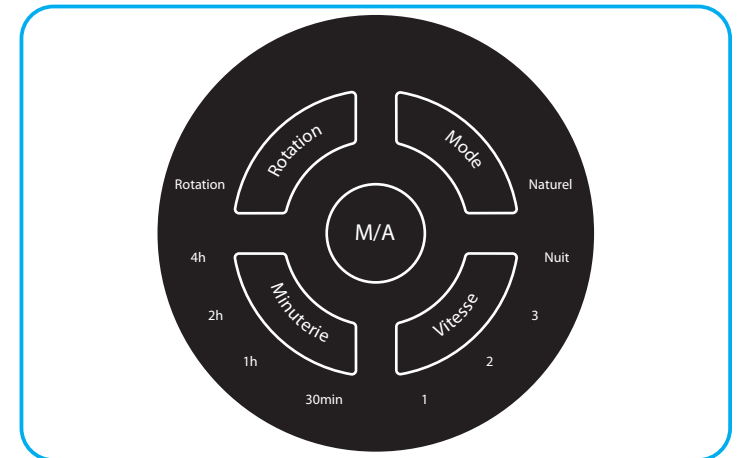 Rotation
Mode
Rotation
Naturel
M/A
4h
Nuit
Minuterie
Vitesse
2h
3
1h
2
30min
1